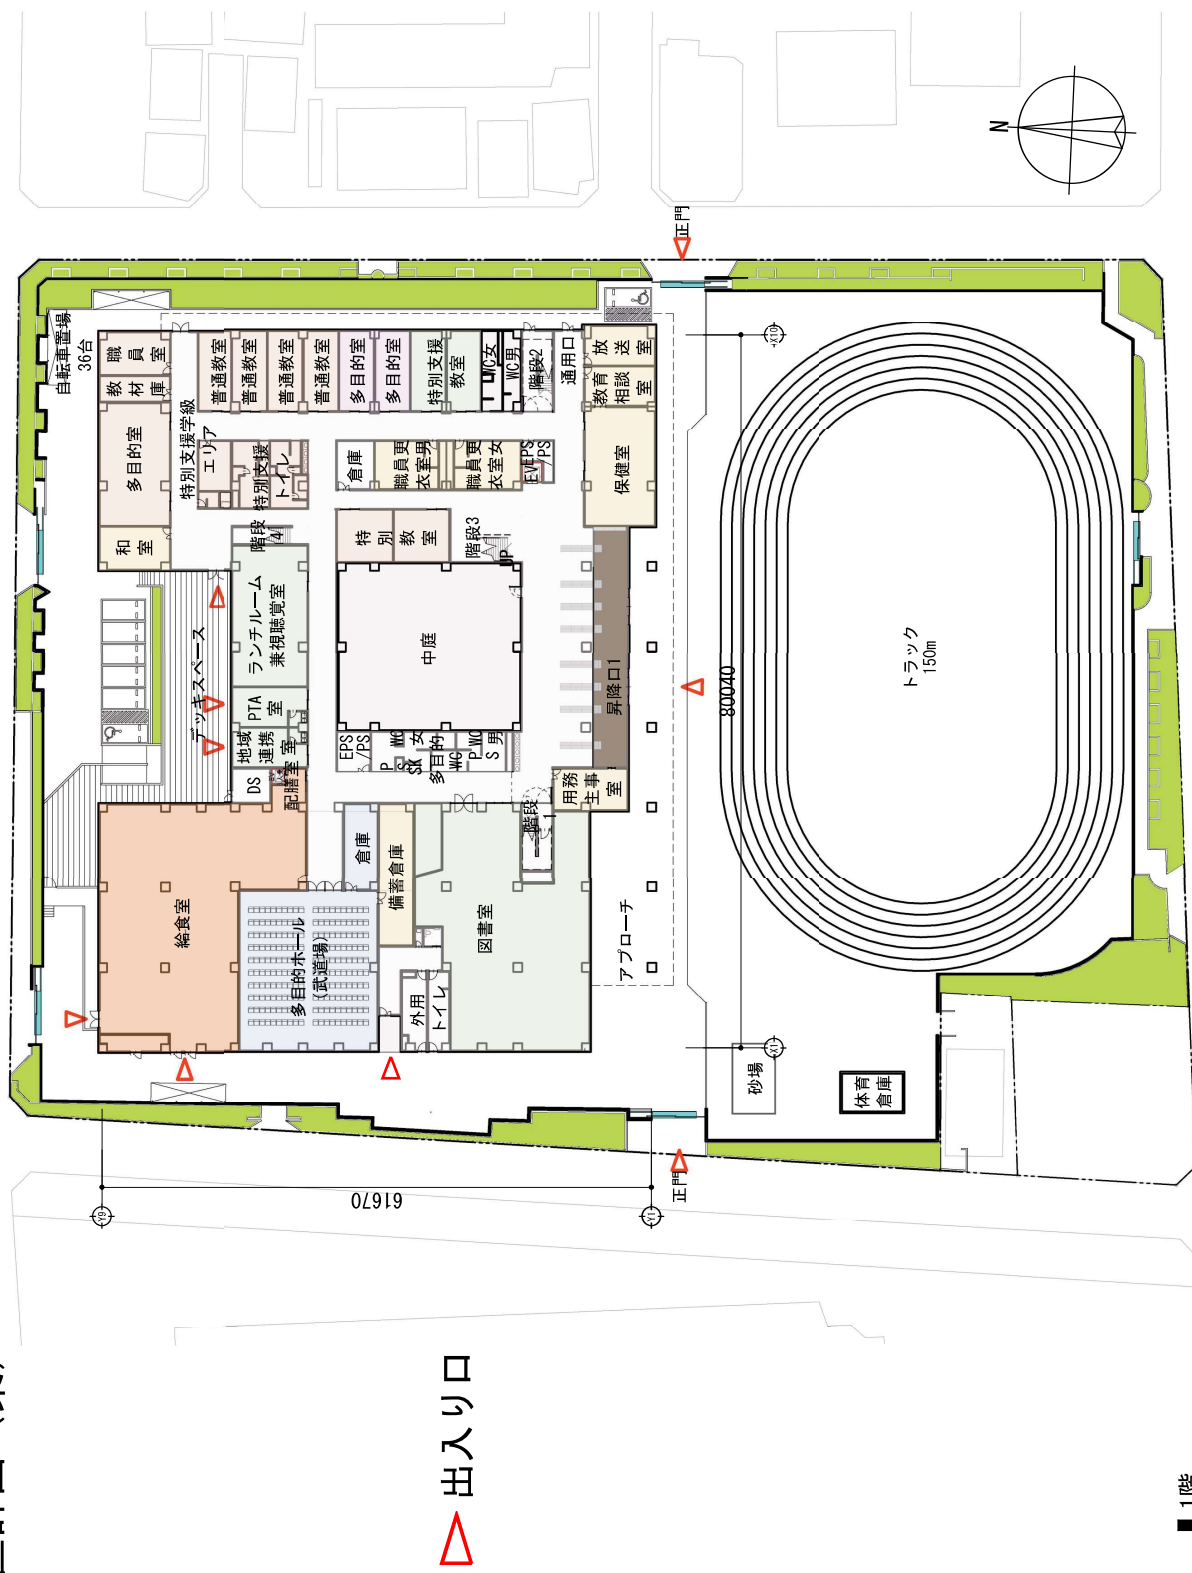 N
正門
自転車置場
36台
職員室
教材庫
多目的室
和室
特別支援学級
エリア
特別支援
トイレ
普通教室
普通教室
普通教室
普通教室
多目的室
多目的室
特別支援
教室
WC女
WC男
階段2
通用口
放送室
教育
相談
室
保健室
倉庫
職員更
衣室男
職員更
衣室女
EV
EPS
/PS
階段
4
特別
教室
階段3
UP
ランチルーム
兼視聴覚室
中庭
デッキスペース
PTA
室
地域
連携
室
DS
配膳室
EPS
/PS
PS
SK
WC
女
多目的
WC
PS
WC
男
昇降口1
用務
主事
室
階段
1
給食室
倉庫
備蓄倉庫
多目的ホール
(武道場)
図書室
外用
トイレ
アプローチ
トラック
150m
80040
X10
X1
砂場
体育
倉庫
正門
61670
Y9
Y1
出入り口
■1階